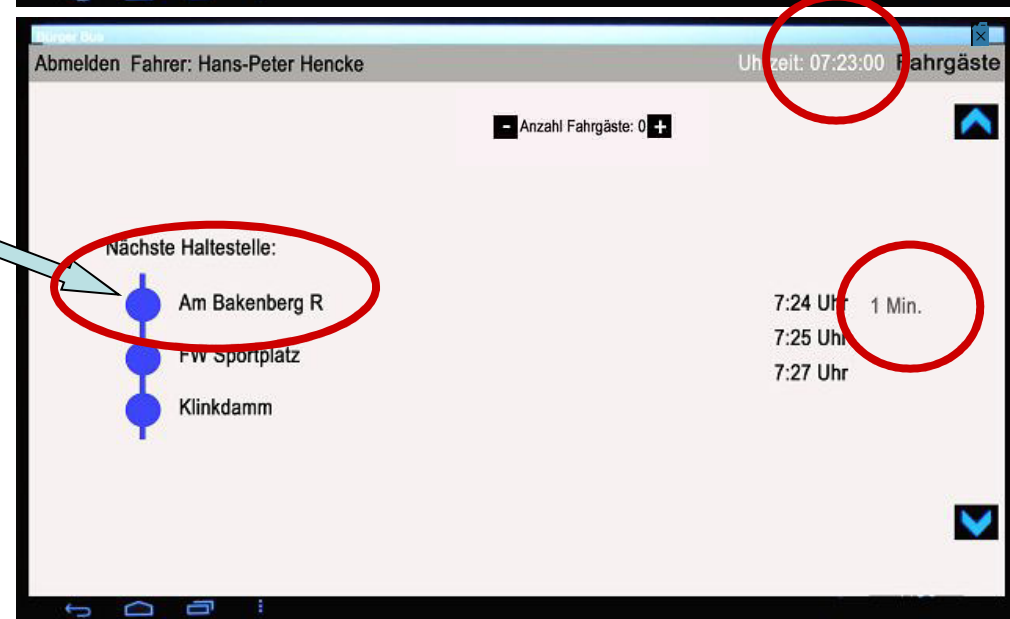 Bürger Bus
Abmelden Fahrer: Hans-Peter Hencke Uhrzeit: 07:23:00 Fahrgäste
- Anzahl Fahrgäste: 0 +
Nächste Haltestelle:
Am Bakenberg R 7:24 Uhr 1 Min.
FW Sportplatz 7:25 Uhr
Klinkdamm 7:27 Uhr